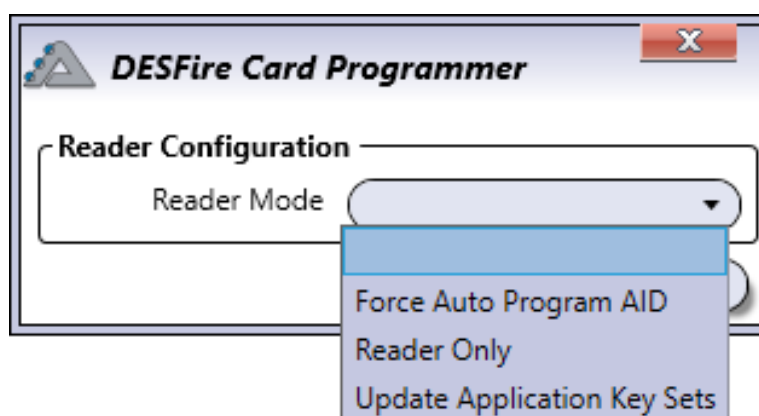 DESFire Card Programmer
Reader Configuration
Reader Mode
Force Auto Program AID
Reader Only
Update Application Key Sets